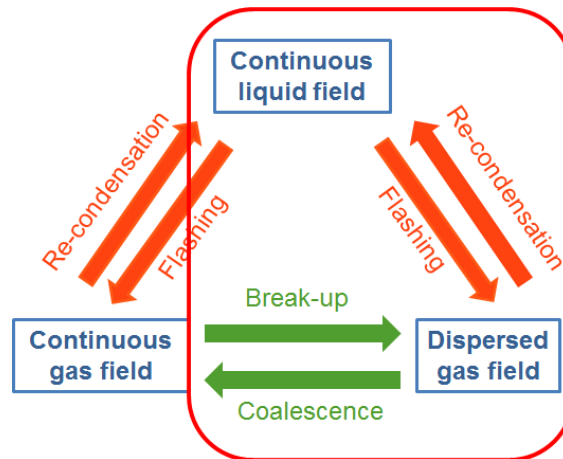 Continuous
liquid field
Re-condensation
Flashing
Flashing
Re-condensation
Break-up
Continuous
gas field
Dispersed
gas field
Coalescence